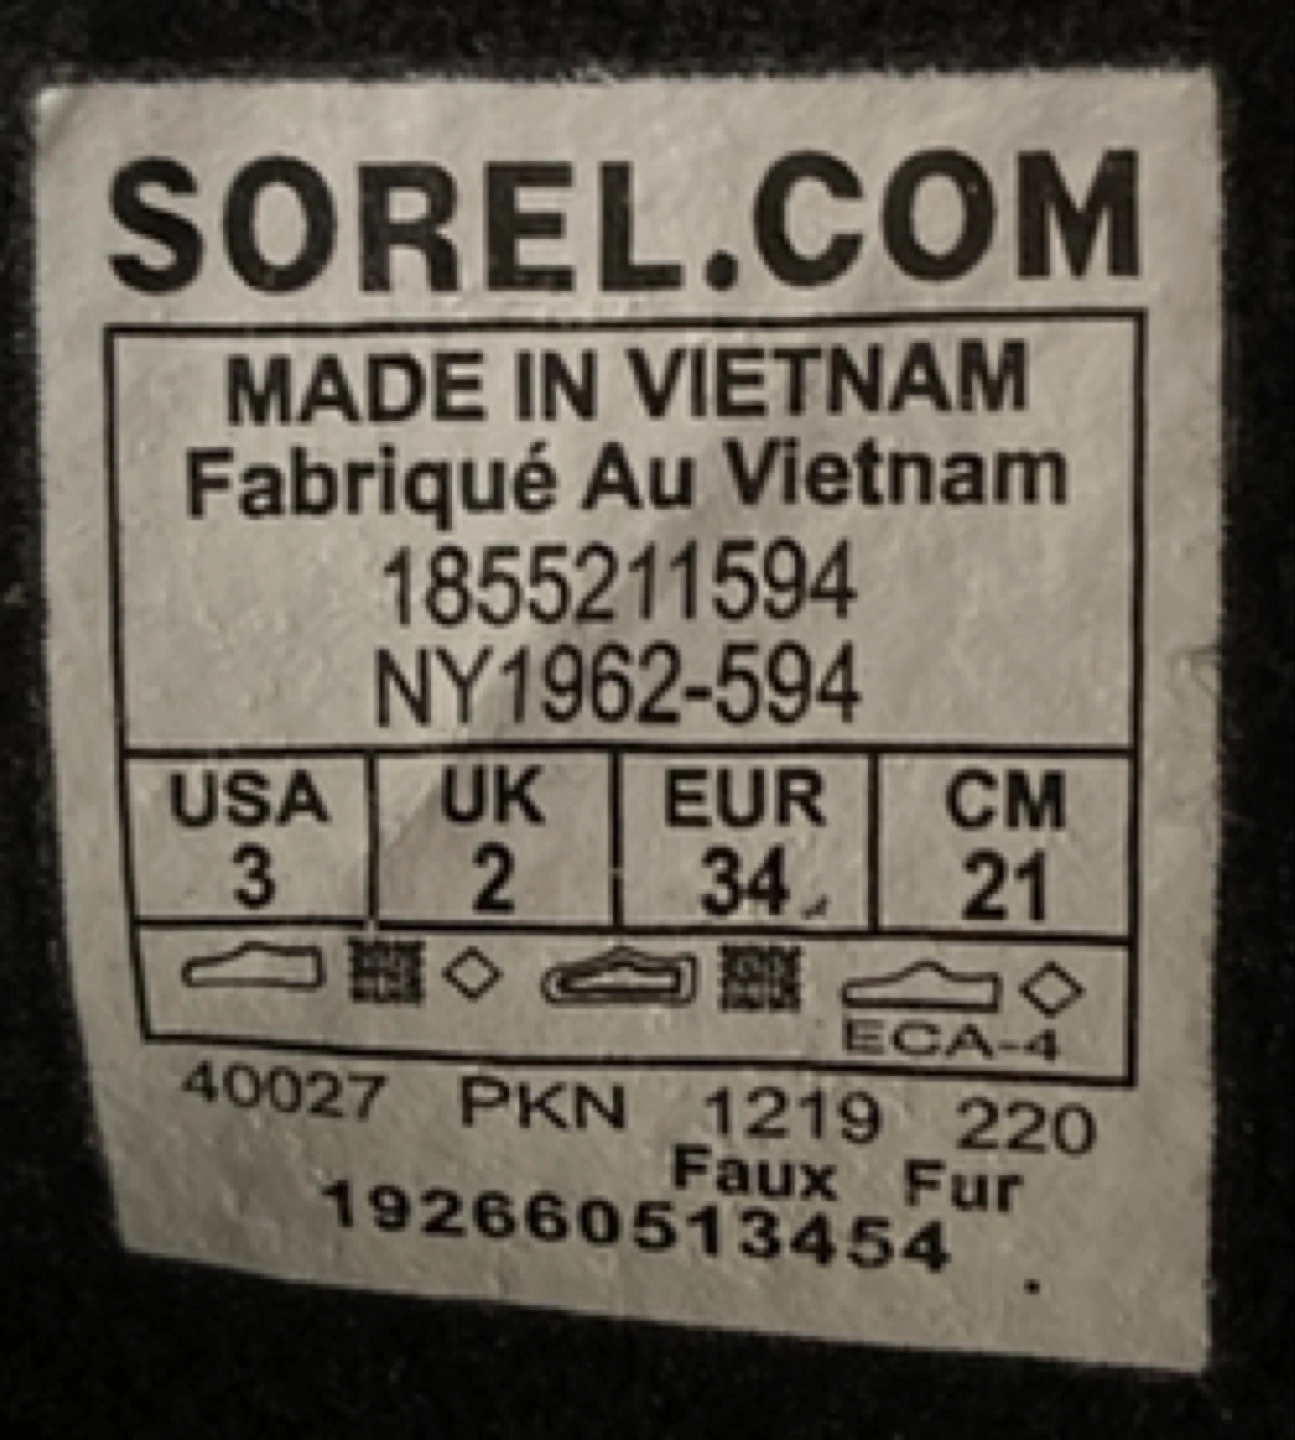 SOREL.COM
MADE IN VIETNAM
Fabriqué Au Vietnam
1855211594
NY1962-594
USA UK EUR CM
3 2 34 21
ECA-4
40027 PKN 1219 220
Faux Fur
192660513454